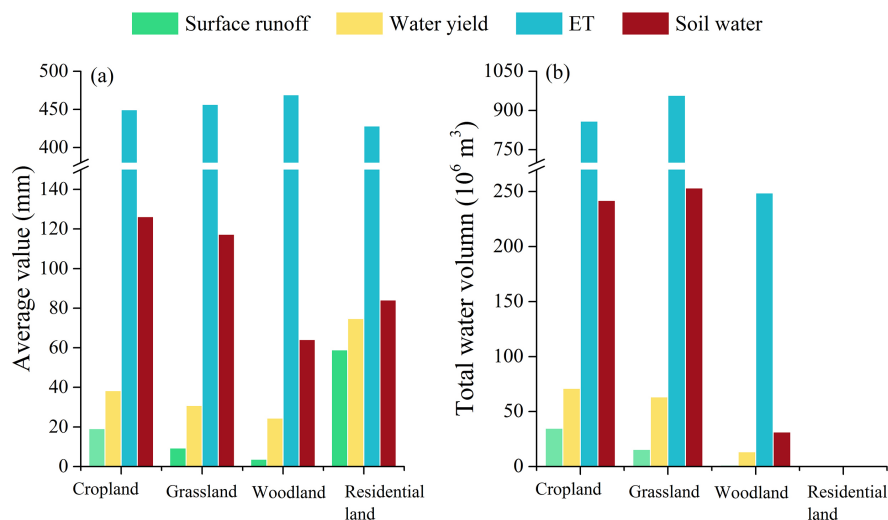 Surface runoff Water yield ET Soil water
(a)
Average value (mm)
500
450
400
140
120
100
80
60
40
20
0
Cropland Grassland Woodland Residential
land
(b)
Total water volumn (10⁶ m³)
1050
900
750
250
200
150
100
50
0
Cropland Grassland Woodland Residential
land